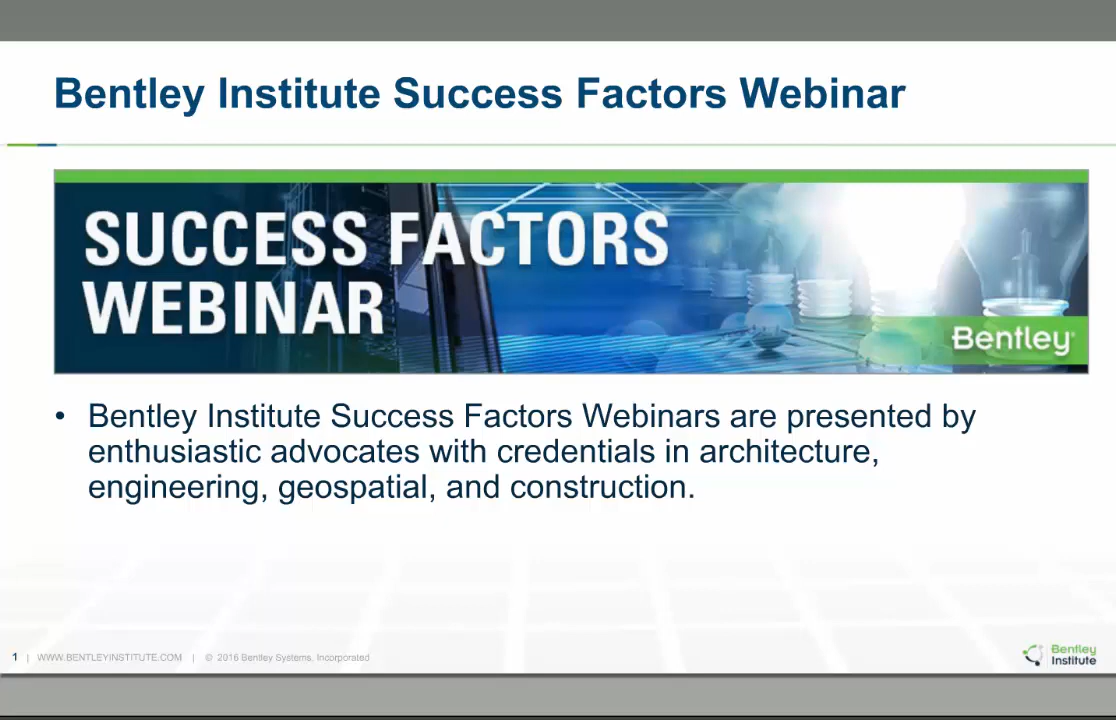 Bentley Institute Success Factors Webinar
SUCCESS FACTORS
WEBINAR
Bentley
• Bentley Institute Success Factors Webinars are presented by
enthusiastic advocates with credentials in architecture,
engineering, geospatial, and construction.
1 | WWW.BENTLEYINSTITUTE.COM | © 2016 Bentley Systems, Incorporated
Bentley
Institute